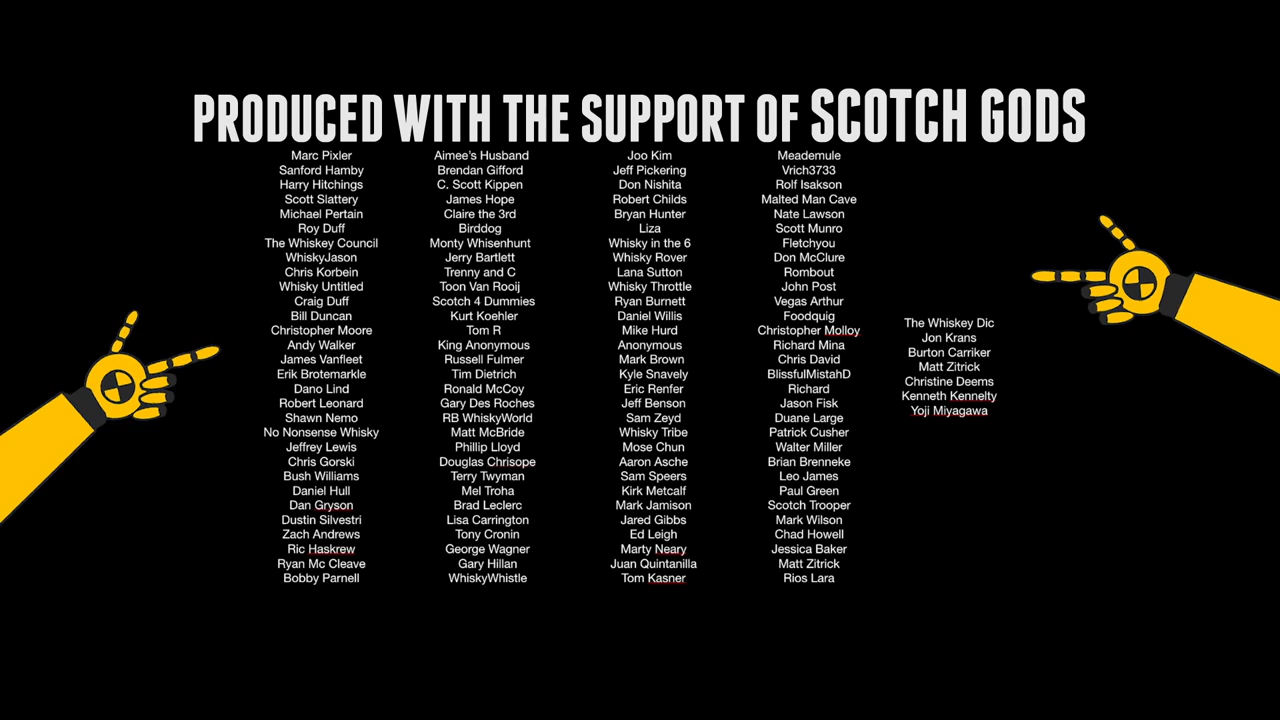 PRODUCED WITH THE SUPPORT OF SCOTCH GODS
Marc Pixler
Sanford Hamby
Harry Hitchings
Scott Slattery
Michael Pertain
Roy Duff
The Whiskey Council
WhiskyJason
Chris Korbein
Whisky Untitled
Craig Duff
Bill Duncan
Christopher Moore
Andy Walker
James Vanfleet
Erik Brotemarkle
Dano Lind
Robert Leonard
Shawn Nemo
No Nonsense Whisky
Jeffrey Lewis
Chris Gorski
Bush Williams
Daniel Hull
Dan Gryson
Dustin Silvestri
Zach Andrews
Ric Haskrew
Ryan Mc Cleave
Bobby Parnell
Aimee's Husband
Brendan Gifford
C. Scott Kippen
James Hope
Claire the 3rd
Birddog
Monty Whisenhunt
Jerry Bartlett
Trenny and C
Toon Van Rooij
Scotch 4 Dummies
Kurt Koehler
Tom R
King Anonymous
Russell Fulmer
Tim Dietrich
Ronald McCoy
Gary Des Roches
RB WhiskyWorld
Matt McBride
Phillip Lloyd
Douglas Chrisope
Terry Twyman
Mel Troha
Brad Leclerc
Lisa Carrington
Tony Cronin
George Wagner
Gary Hillan
WhiskyWhistle
Joo Kim
Jeff Pickering
Don Nishita
Robert Childs
Bryan Hunter
Liza
Whisky in the 6
Whisky Rover
Lana Sutton
Whisky Throttle
Ryan Burnett
Daniel Willis
Mike Hurd
Anonymous
Mark Brown
Kyle Snavely
Eric Renfer
Jeff Benson
Sam Zeyd
Whisky Tribe
Mose Chun
Aaron Asche
Sam Speers
Kirk Metcalf
Mark Jamison
Jared Gibbs
Ed Leigh
Marty Neary
Juan Quintanilla
Tom Kasner
Meademule
Vrich3733
Rolf Isakson
Malted Man Cave
Nate Lawson
Scott Munro
Fletchyou
Don McClure
Rombout
John Post
Vegas Arthur
Foodquig
Christopher Molloy
Richard Mina
Chris David
BlissfulMistahD
Richard
Jason Fisk
Duane Large
Patrick Cusher
Walter Miller
Brian Brenneke
Leo James
Paul Green
Scotch Trooper
Mark Wilson
Chad Howell
Jessica Baker
Matt Zitrick
Rios Lara
The Whiskey Dic
Jon Krans
Burton Carriker
Matt Zitrick
Christine Deems
Kenneth Kennelty
Yoji Miyagawa